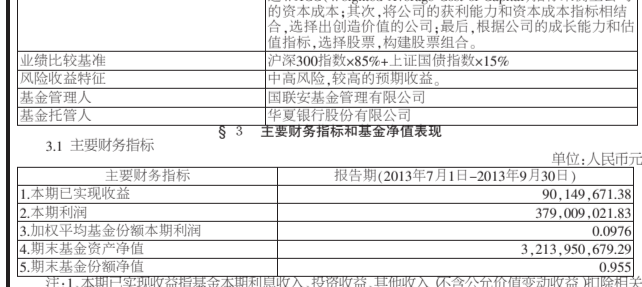 的资本成本;其次,将公司的获利能力和资本成本指标相结
合,选择出创造价值的公司;最后,根据公司的成长能力和估
值指标,选择股票,构建股票组合。
业绩比较基准 沪深300指数×85%+上证国债指数×15%
风险收益特征 中高风险,较高的预期收益。
基金管理人 国联安基金管理有限公司
基金托管人 华夏银行股份有限公司
§ 3 主要财务指标和基金净值表现
3.1 主要财务指标
单位:人民币元
主要财务指标 报告期(2013年7月1日-2013年9月30日)
1.本期已实现收益 90,149,671.38
2.本期利润 379,009,021.83
3.加权平均基金份额本期利润 0.0976
4.期末基金资产净值 3,213,950,679.29
5.期末基金份额净值 0.955
注:1.本期已实现收益指基金本期利息收入、投资收益、其他收入(不含公允价值变动收益)扣除相关